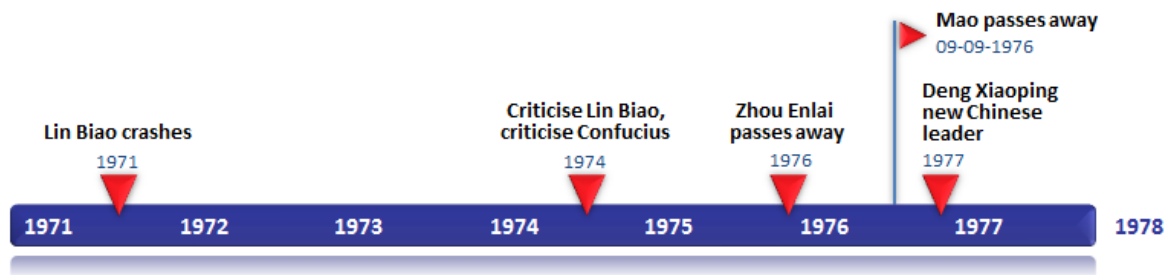 Mao passes away
09-09-1976
Lin Biao crashes
1971
Criticise Lin Biao,
criticise Confucius
1974
Zhou Enlai
passes away
1976
Deng Xiaoping
new Chinese
leader
1977
1971 1972 1973 1974 1975 1976 1977 1978